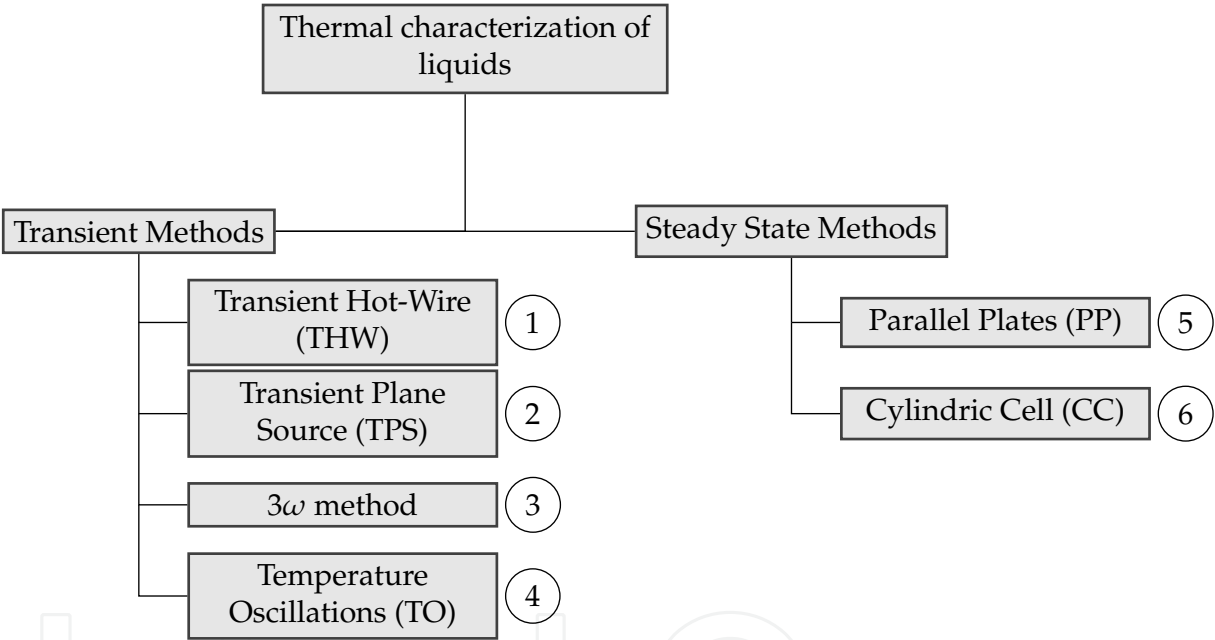 Thermal characterization of
liquids
Transient Methods
Transient Hot-Wire
(THW)
1
Transient Plane
Source (TPS)
2
3ω method
3
Temperature
Oscillations (TO)
4
Steady State Methods
Parallel Plates (PP)
5
Cylindric Cell (CC)
6